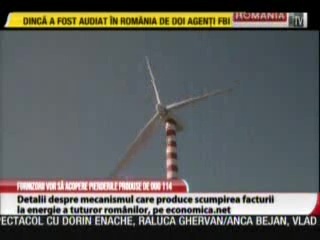 DINCĂ A FOST AUDIAT ÎN ROMÂNIA DE DOI AGENȚI FBI
ROMANIA
TV
FURNIZORII VOR SĂ ACOPERE PIERDERILE PRODUSE DE OUG 114
Detalii despre mecanismul care produce scumpirea facturii
la energie a tuturor românilor, pe economica.net
SPECTACOL CU DORIN ENACHE, RALUCA GHERVAN/ANCA BEJAN, VLAD